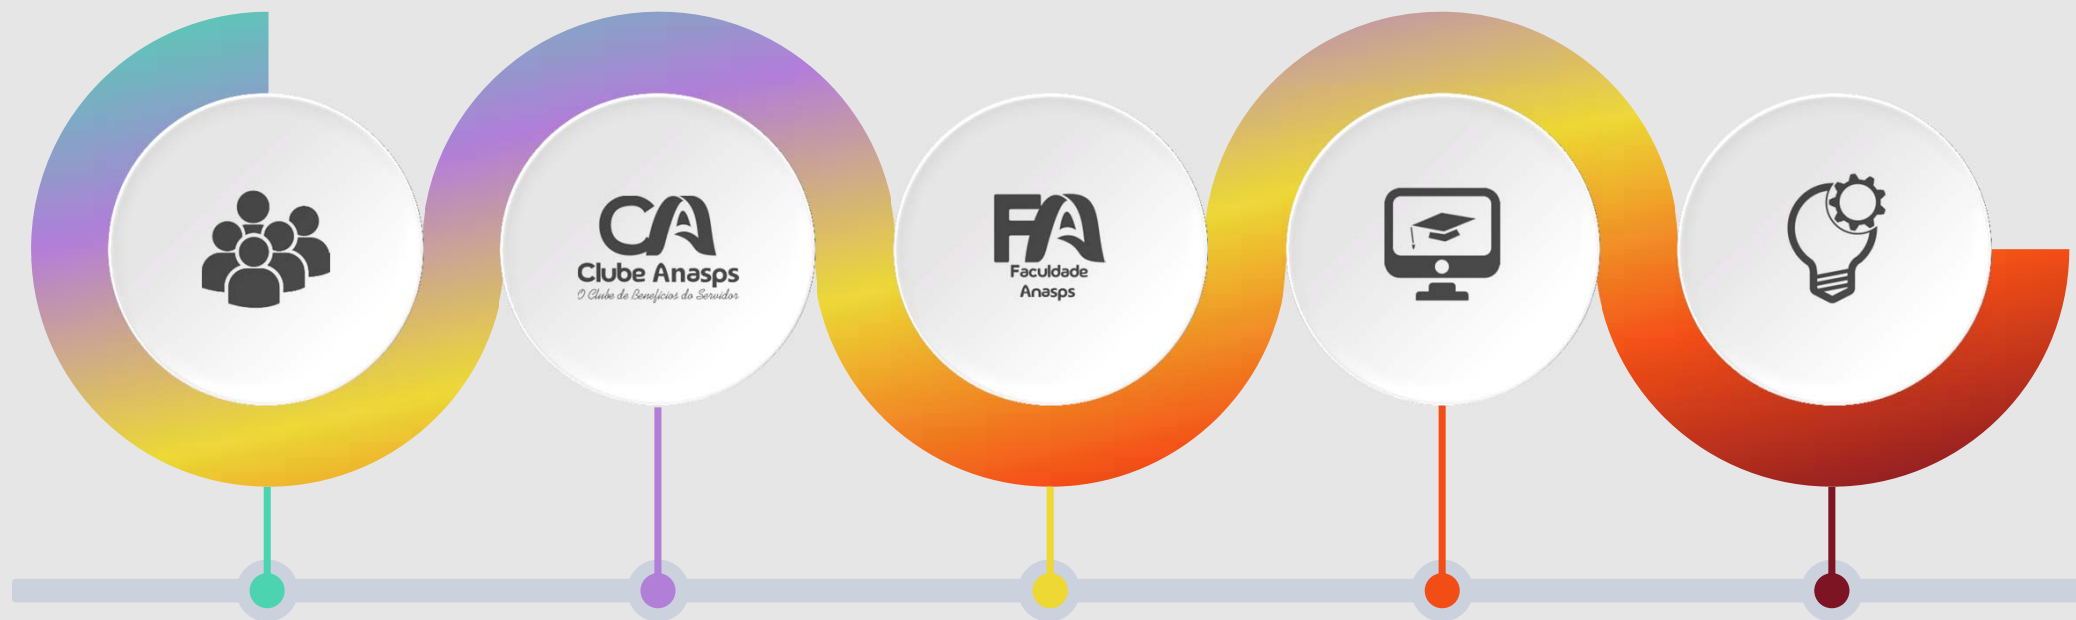 CA
Clube Anasps
O Clube de Benefícios do Servidor
FA
Faculdade
Anasps